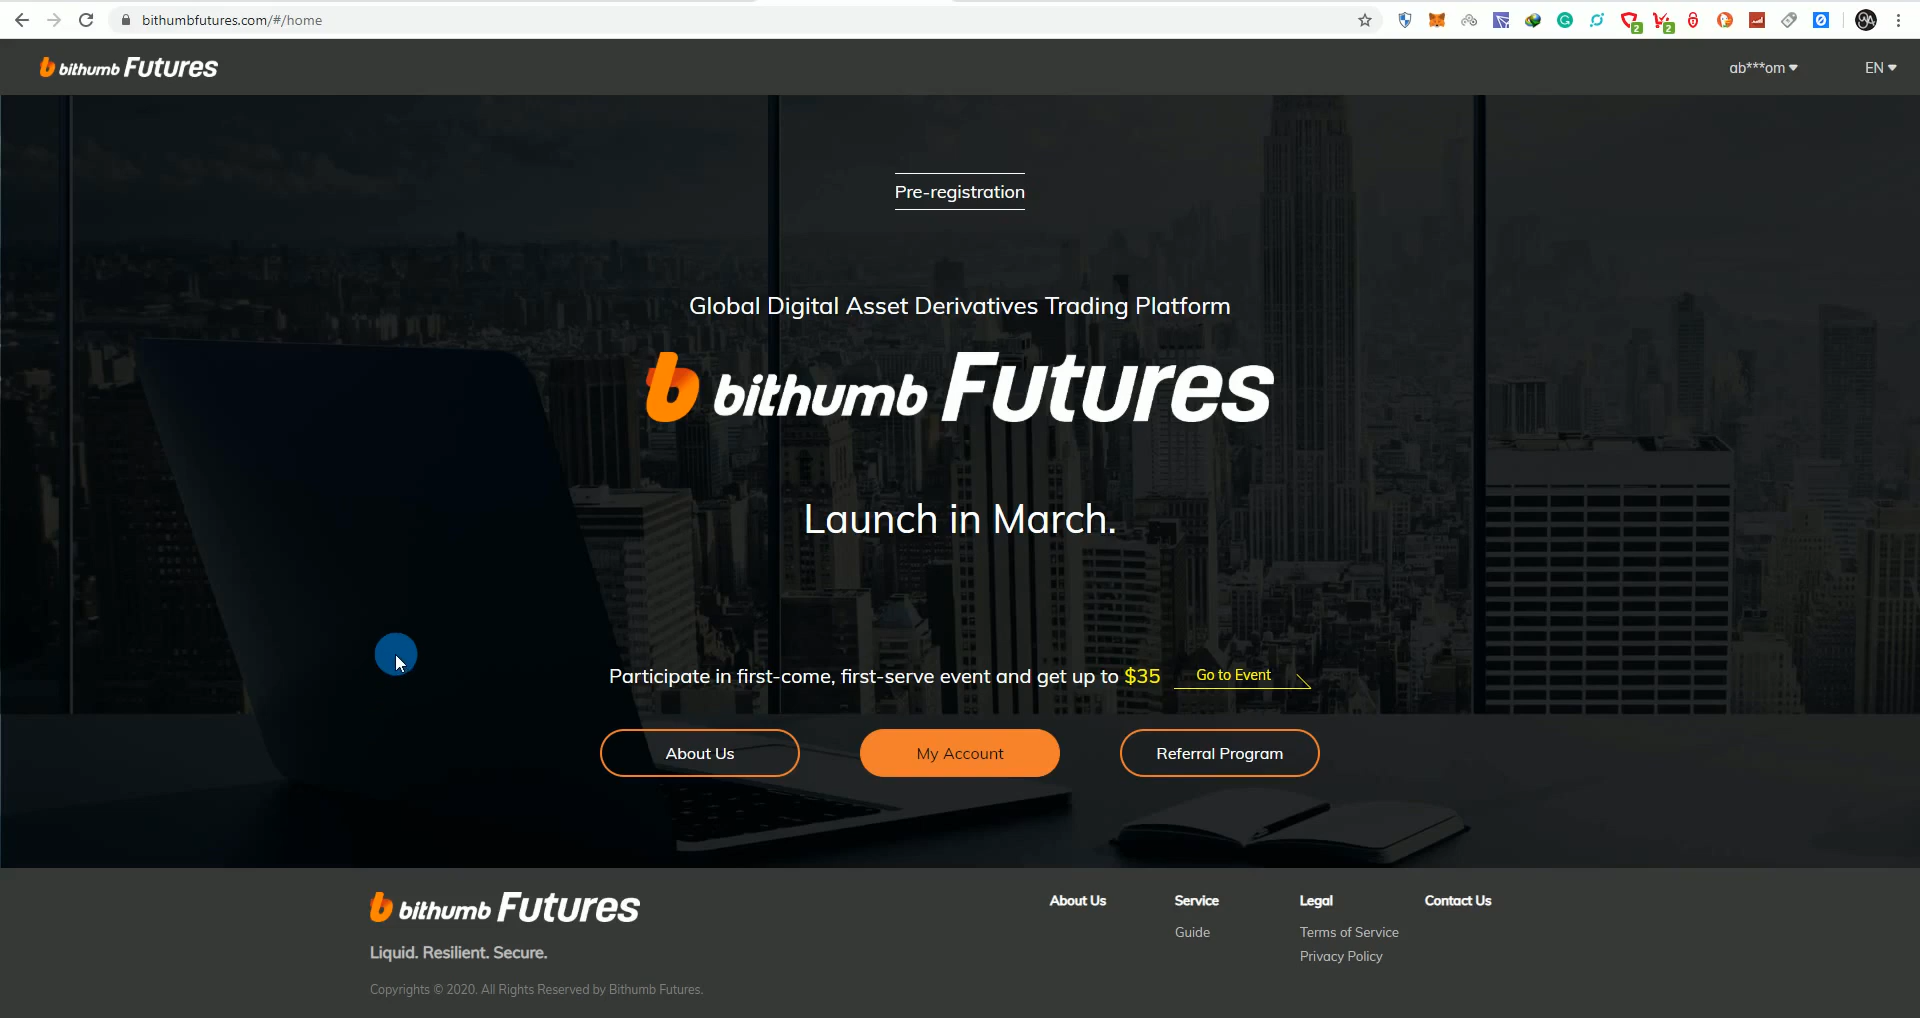 bithumbfutures.com/#/home
2
2
bithumb Futures
ab***om
EN
Pre-registration
Global Digital Asset Derivatives Trading Platform
bithumb Futures
Launch in March.
Participate in first-come, first-serve event and get up to $35 Go to Event
About Us
My Account
Referral Program
bithumb Futures
Liquid. Resilient. Secure.
Copyrights © 2020. All Rights Reserved by Bithumb Futures.
About Us
Service
Guide
Legal
Terms of Service
Privacy Policy
Contact Us